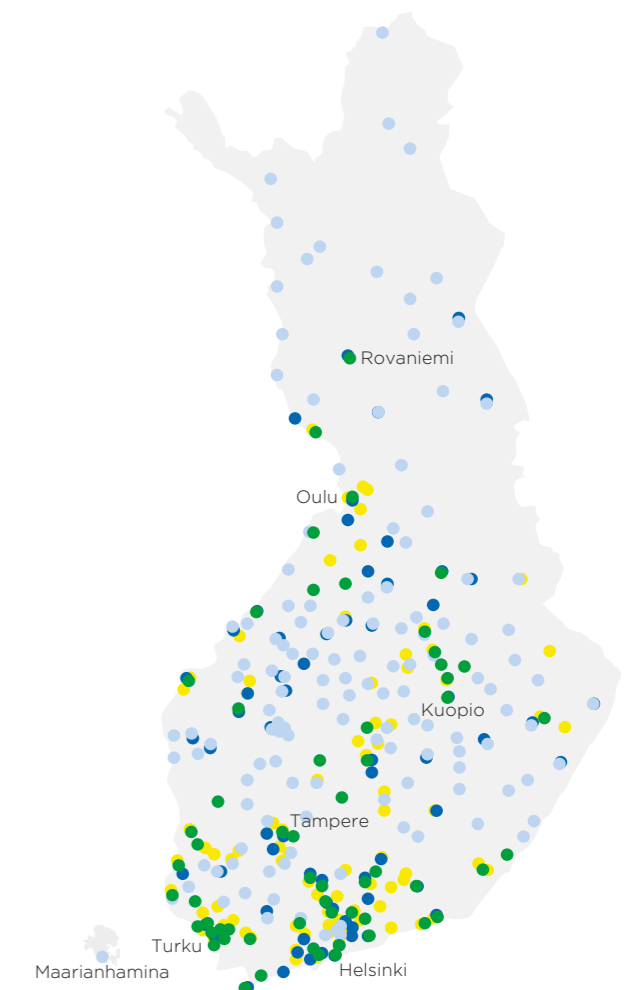 Rovaniemi
Oulu
Kuopio
Tampere
Turku
Helsinki
Maarianhamina